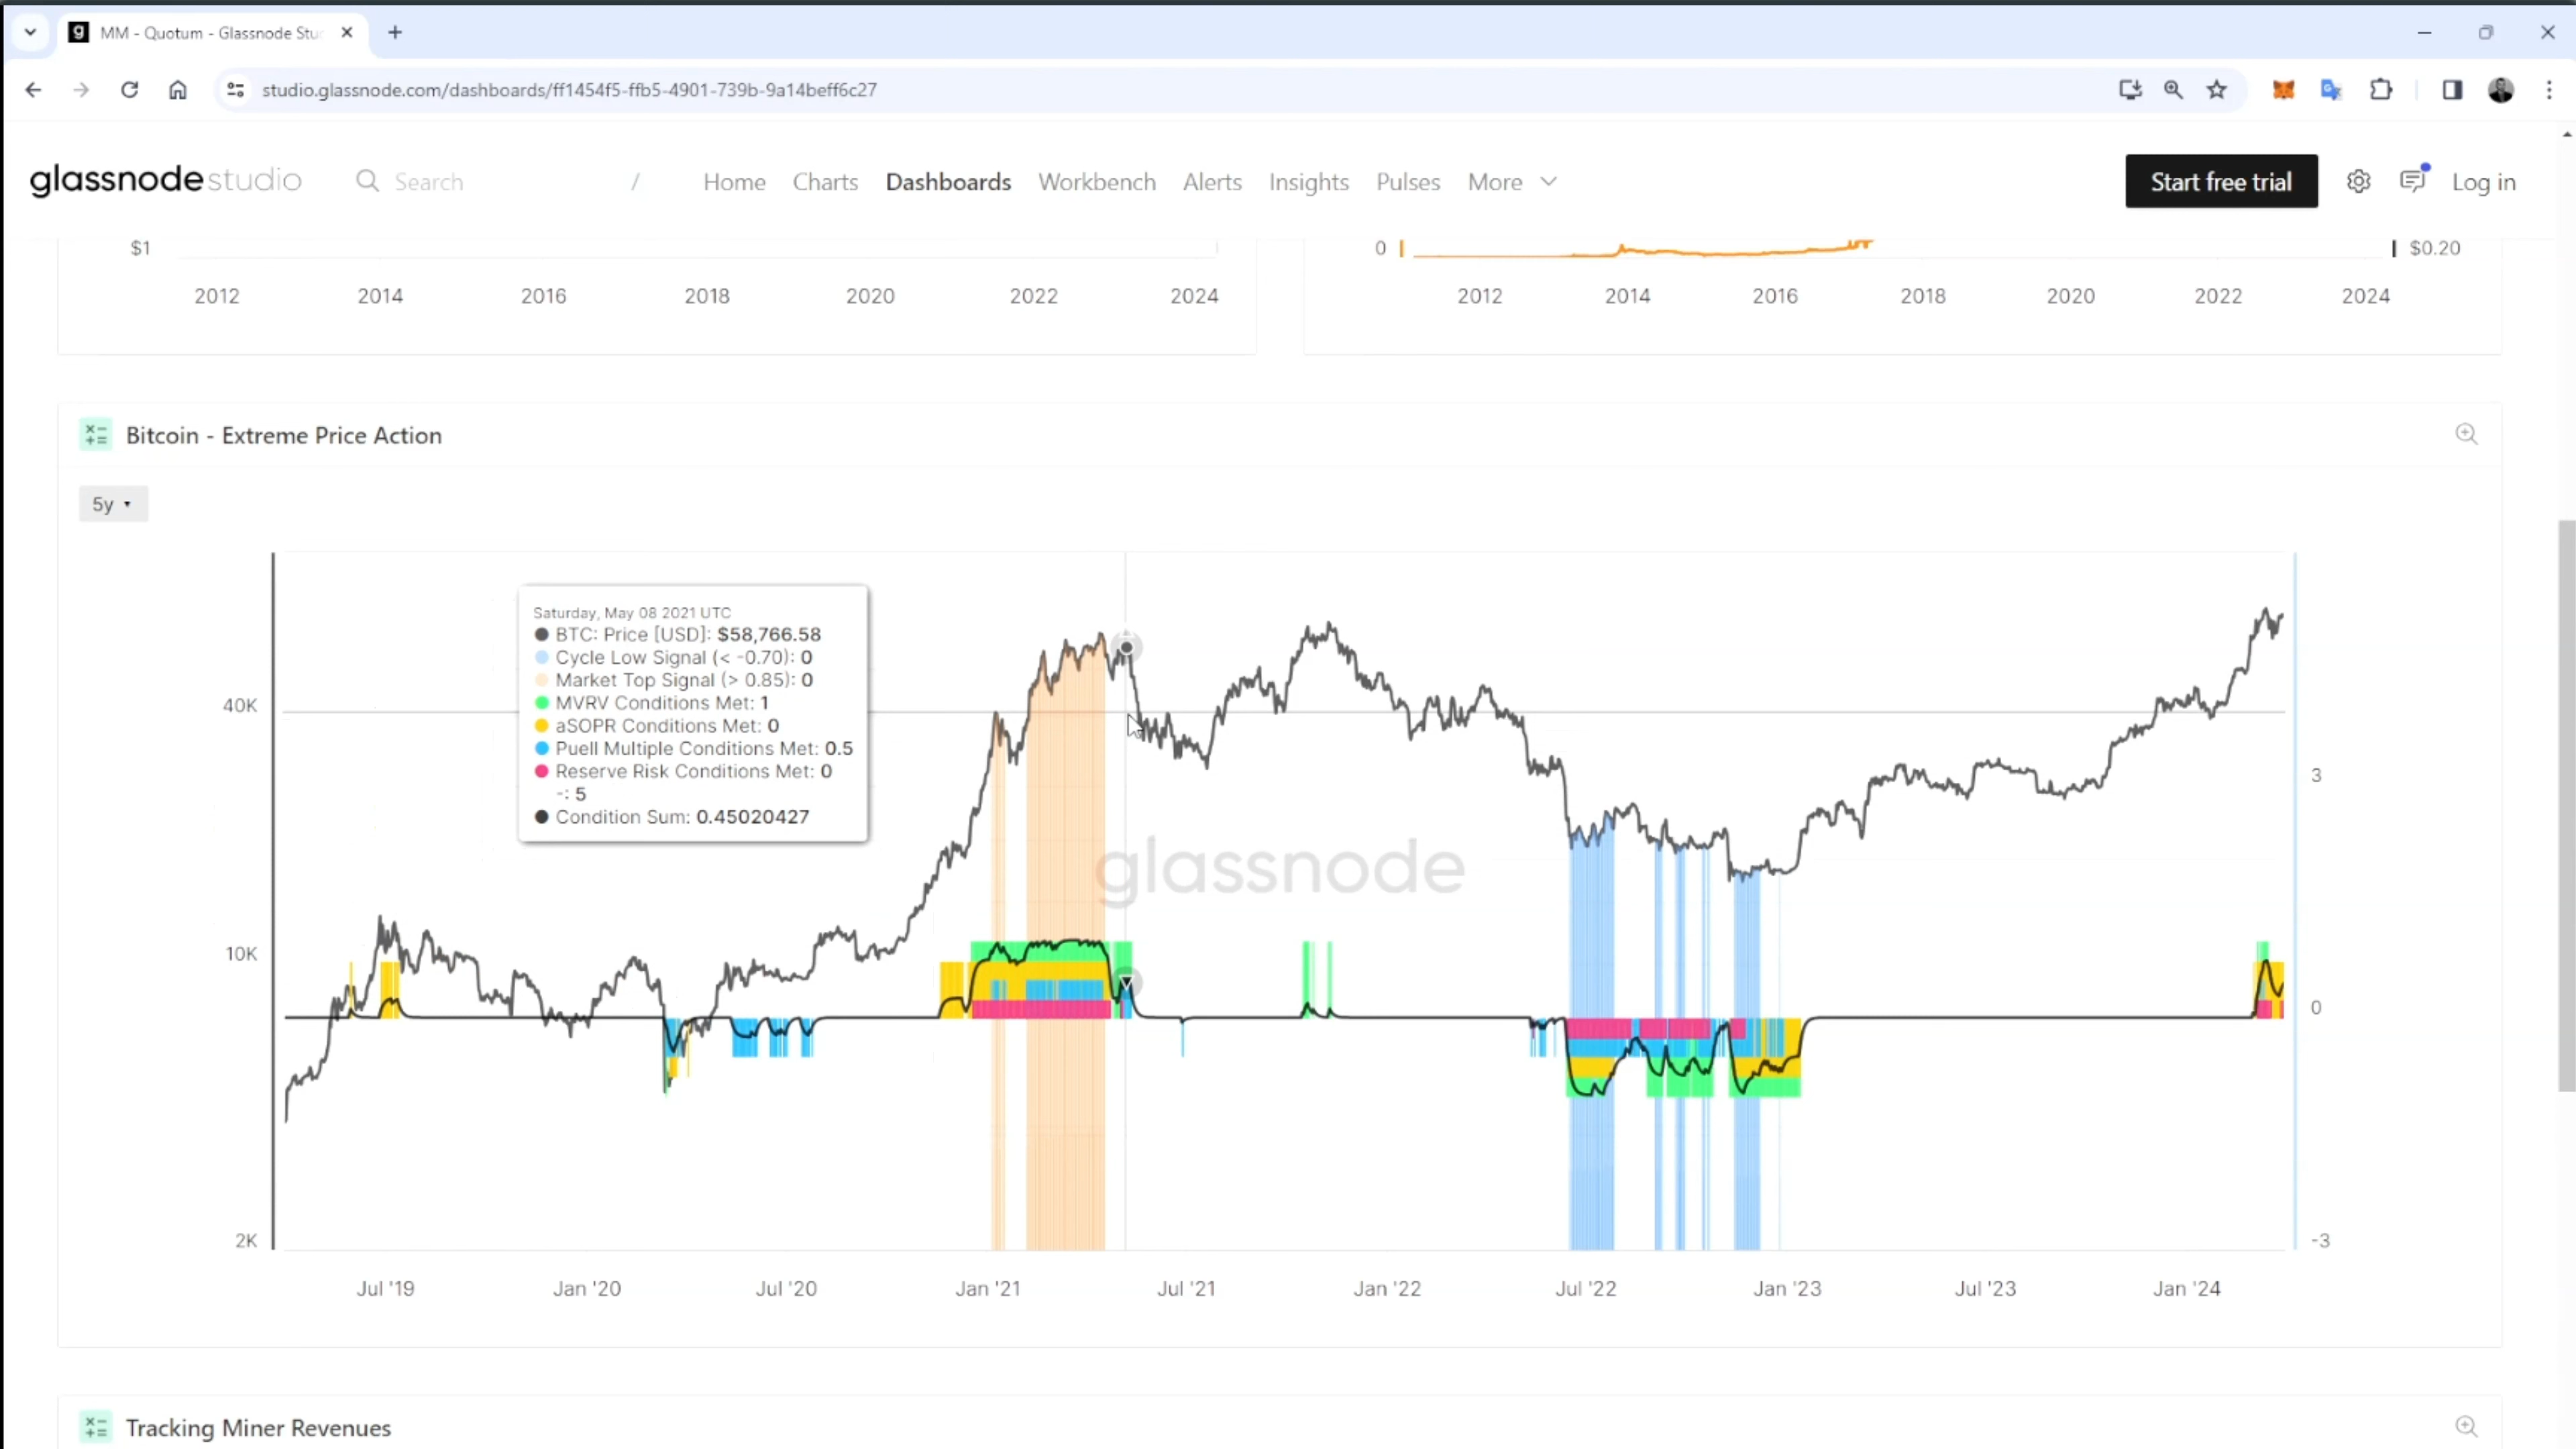 MM - Quotum - Glassnode Stu
studio.glassnode.com/dashboards/ff1454f5-ffb5-4901-739b-9a14beff6c27
glassnode studio
Search
/
Home Charts Dashboards Workbench Alerts Insights Pulses More
Start free trial
Log in
$1
2012 2014 2016 2018 2020 2022 2024
0
$0.20
2012 2014 2016 2018 2020 2022 2024
Bitcoin - Extreme Price Action
5y
Saturday, May 08 2021 UTC
BTC: Price [USD]: $58,766.58
Cycle Low Signal (< -0.70): 0
Market Top Signal (> 0.85): 0
MVRV Conditions Met: 1
aSOPR Conditions Met: 0
Puell Multiple Conditions Met: 0.5
Reserve Risk Conditions Met: 0
-: 5
Condition Sum: 0.45020427
40K
10K
2K
3
0
-3
glassnode
Jul '19 Jan '20 Jul '20 Jan '21 Jul '21 Jan '22 Jul '22 Jan '23 Jul '23 Jan '24
Tracking Miner Revenues